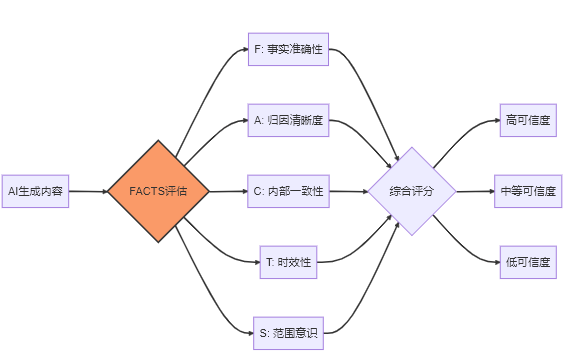 AI生成内容
FACTS评估
F: 事实准确性
A: 归因清晰度
C: 内部一致性
T: 时效性
S: 范围意识
综合评分
高可信度
中等可信度
低可信度